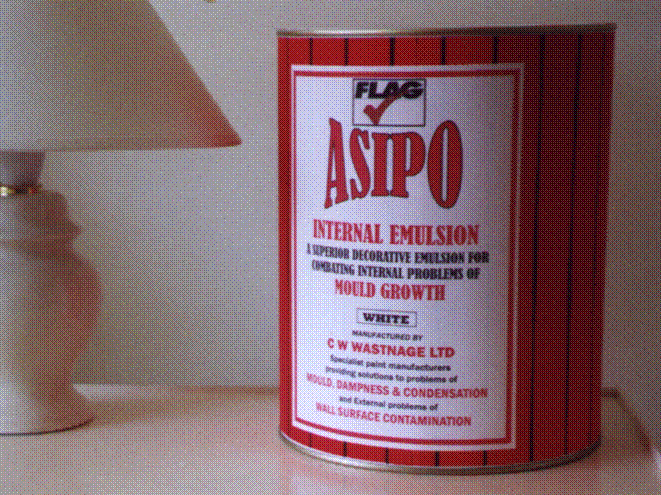 FLAG
ASIPO
INTERNAL EMULSION
A SUPERIOR DECORATIVE EMULSION FOR
COMBATING INTERNAL PROBLEMS OF
MOULD GROWTH
WHITE
MANUFACTURED BY
C W WASTNAGE LTD
Specialist paint manufacturers
providing solutions to problems of
MOULD, DAMPNESS & CONDENSATION
and External problems of
WALL SURFACE CONTAMINATION